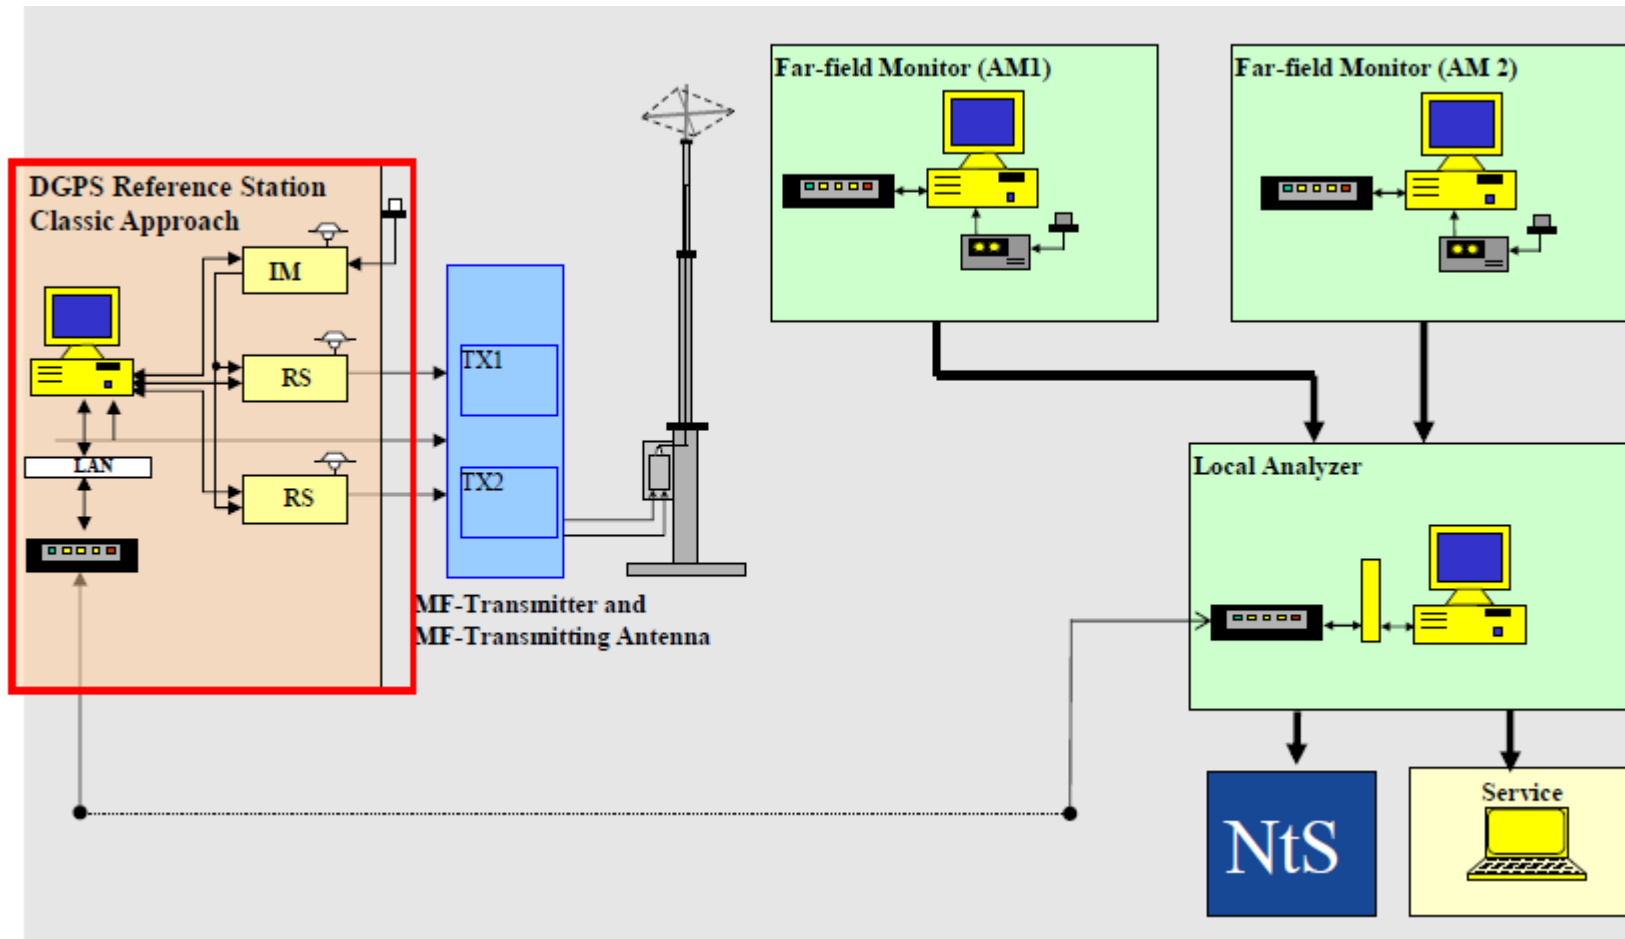 Far-field Monitor (AM1)
Far-field Monitor (AM 2)
DGPS Reference Station
Classic Approach
IM
RS
LAN
RS
TX1
TX2
MF-Transmitter and
MF-Transmitting Antenna
Local Analyzer
NtS
Service